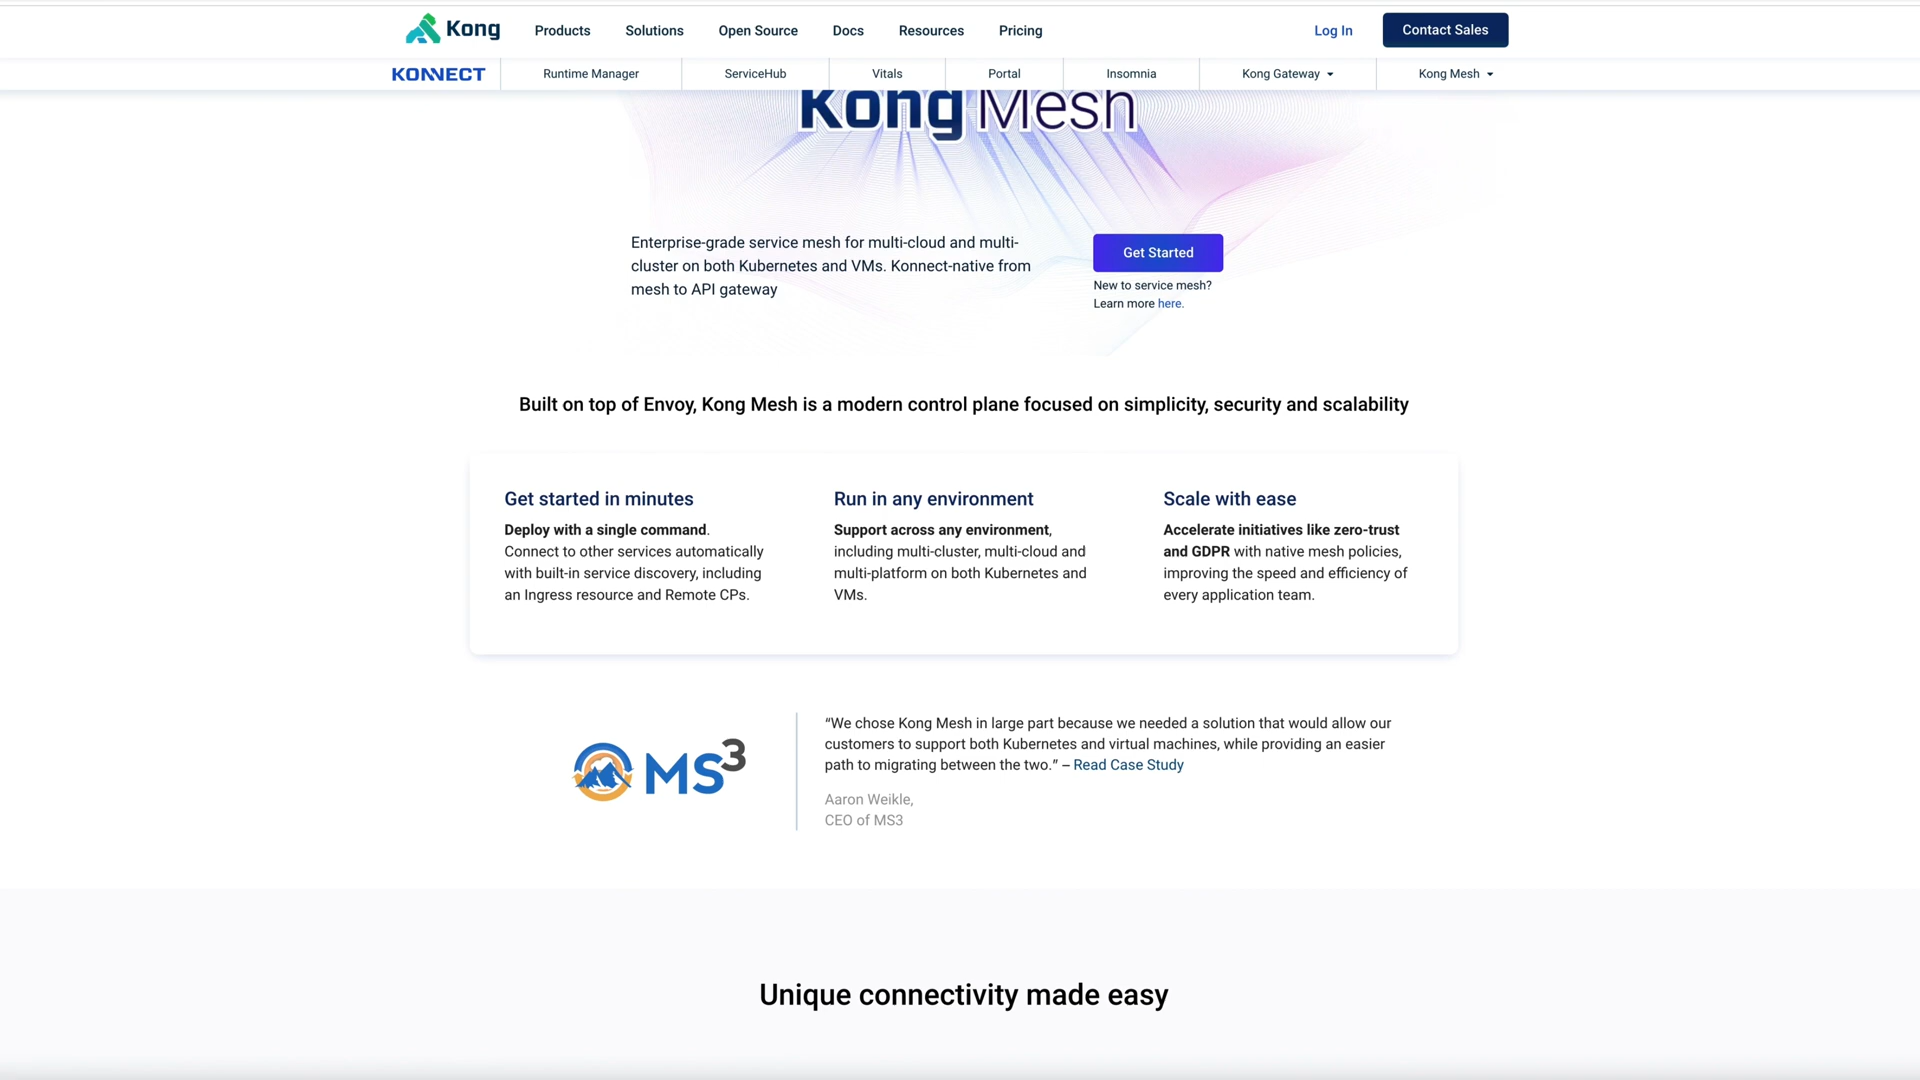 Kong
Products
Solutions
Open Source
Docs
Resources
Pricing
Log In
Contact Sales
KONNECT
Runtime Manager
ServiceHub
Vitals
Portal
Insomnia
Kong Gateway
Kong Mesh
Kong Mesh
Enterprise-grade service mesh for multi-cloud and multi-
cluster on both Kubernetes and VMs. Konnect-native from
mesh to API gateway
Get Started
New to service mesh?
Learn more here.
Built on top of Envoy, Kong Mesh is a modern control plane focused on simplicity, security and scalability
Get started in minutes
Deploy with a single command.
Connect to other services automatically
with built-in service discovery, including
an Ingress resource and Remote CPs.
Run in any environment
Support across any environment,
including multi-cluster, multi-cloud and
multi-platform on both Kubernetes and
VMs.
Scale with ease
Accelerate initiatives like zero-trust
and GDPR with native mesh policies,
improving the speed and efficiency of
every application team.
MS3
“We chose Kong Mesh in large part because we needed a solution that would allow our
customers to support both Kubernetes and virtual machines, while providing an easier
path to migrating between the two.” – Read Case Study
Aaron Weikle,
CEO of MS3
Unique connectivity made easy